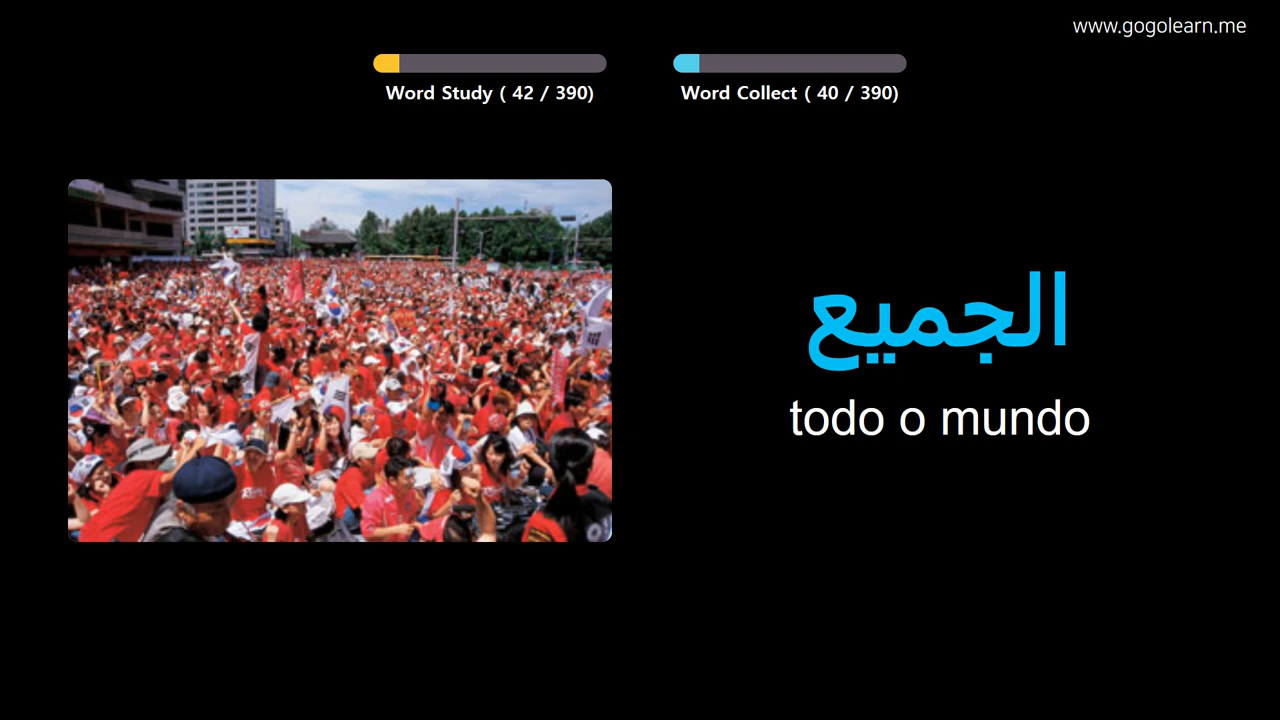 www.gogolearn.me
Word Study ( 42 / 390)
Word Collect ( 40 / 390)
الجميع
todo o mundo